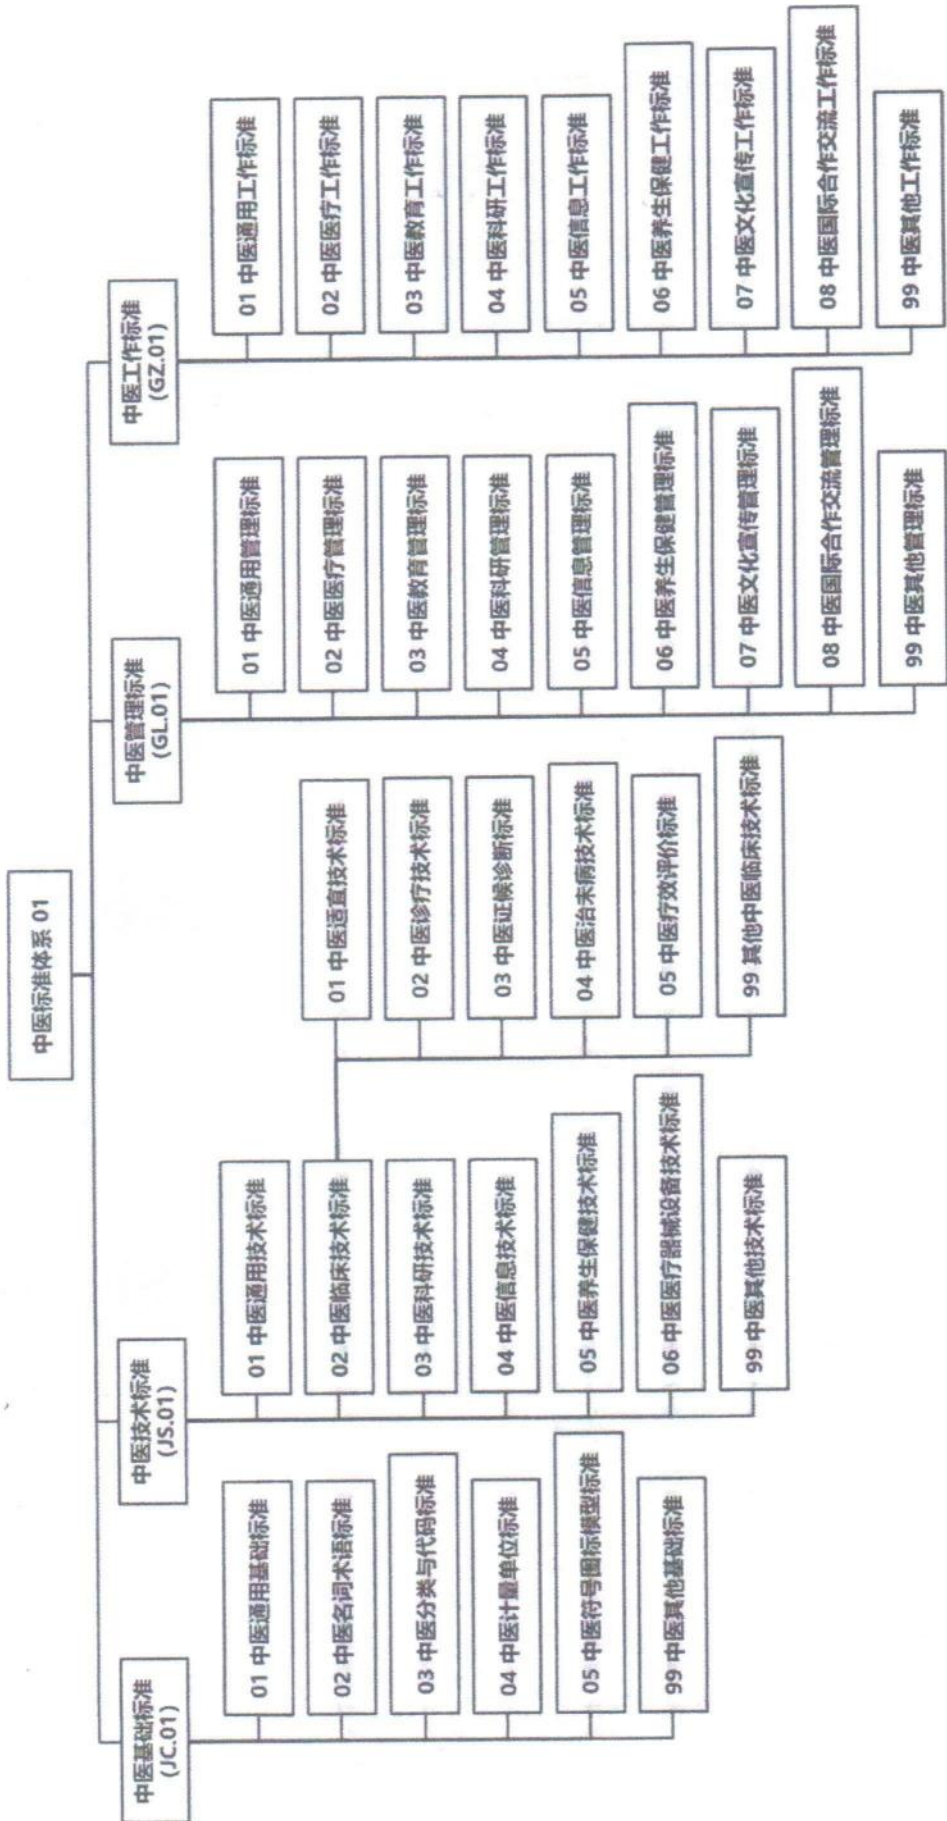 中医标准体系 01
中医基础标准
(JC.01)
01 中医通用基础标准
02 中医名词术语标准
03 中医分类与代码标准
04 中医计量单位标准
05 中医符号图标模型标准
99 中医其他基础标准
中医技术标准
(JS.01)
01 中医通用技术标准
02 中医临床技术标准
03 中医科研技术标准
04 中医信息技术标准
05 中医养生保健技术标准
06 中医医疗器械设备技术标准
99 中医其他技术标准
01 中医适宜技术标准
02 中医诊疗技术标准
03 中医证候诊断标准
04 中医治未病技术标准
05 中医疗效评价标准
99 其他中医临床技术标准
中医管理标准
(GL.01)
01 中医通用管理标准
02 中医医疗管理标准
03 中医教育管理标准
04 中医科研管理标准
05 中医信息管理标准
06 中医养生保健管理标准
07 中医文化宣传管理标准
08 中医国际合作交流管理标准
99 中医其他管理标准
中医工作标准
(GZ.01)
01 中医通用工作标准
02 中医医疗工作标准
03 中医教育工作标准
04 中医科研工作标准
05 中医信息工作标准
06 中医养生保健工作标准
07 中医文化宣传工作标准
08 中医国际合作交流工作标准
99 中医其他工作标准